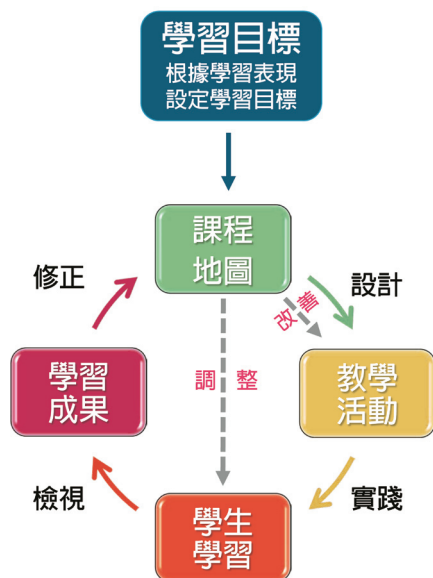 學習目標
根據學習表現
設定學習目標
課程
地圖
修正
設計
改善
學習
成果
調整
教學
活動
檢視
實踐
學生
學習